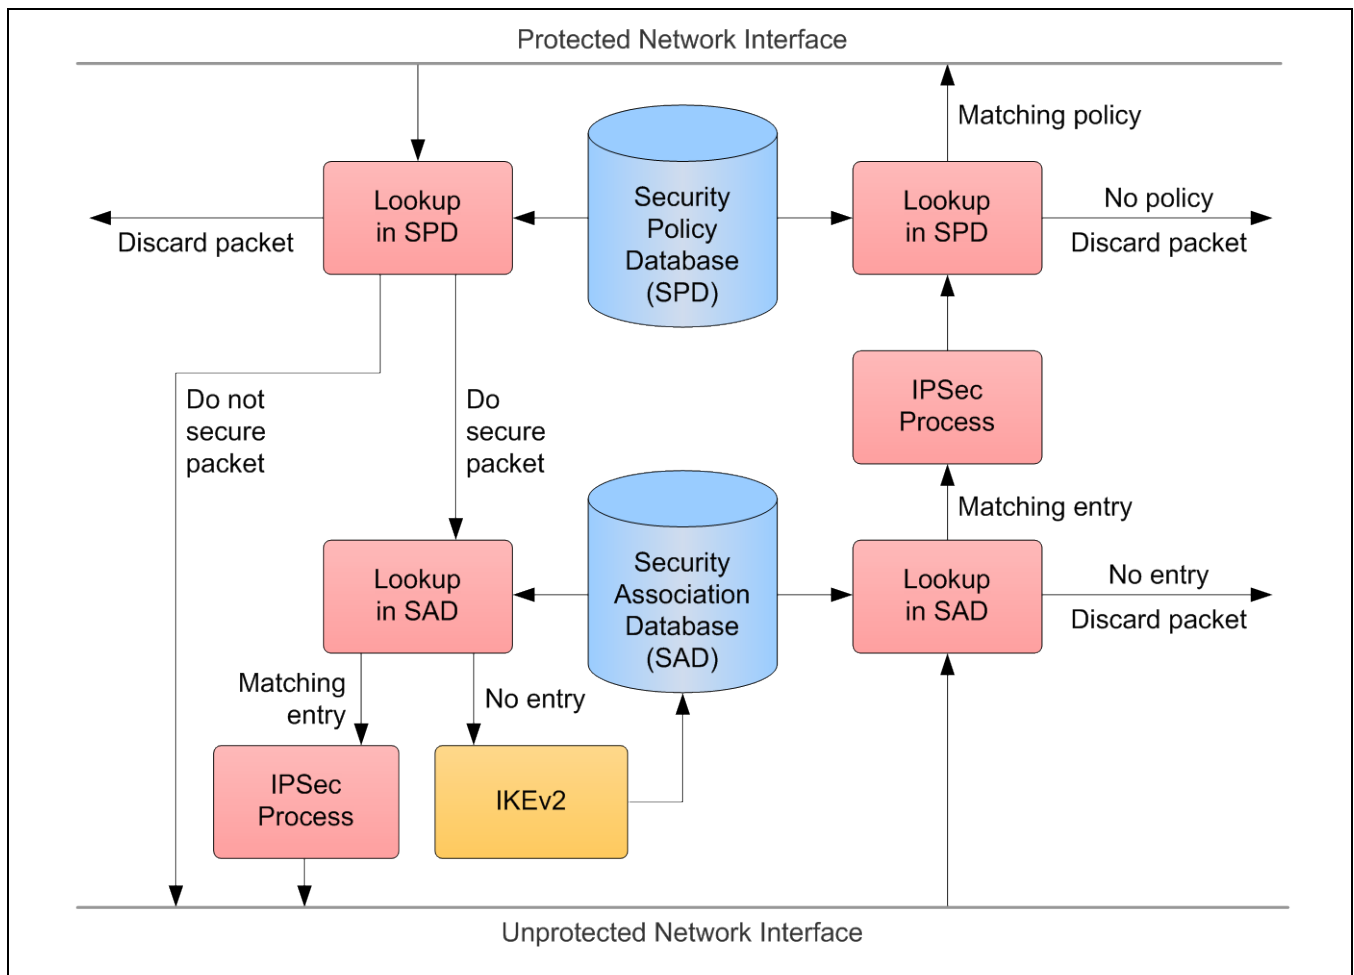 Protected Network Interface
Matching policy
Lookup
in SPD
Security
Policy
Database
(SPD)
Lookup
in SPD
No policy
Discard packet
Discard packet
Do not
secure
packet
Do
secure
packet
IPSec
Process
Matching entry
Lookup
in SAD
Security
Association
Database
(SAD)
Lookup
in SAD
No entry
Discard packet
Matching
entry
No entry
IPSec
Process
IKEv2
Unprotected Network Interface